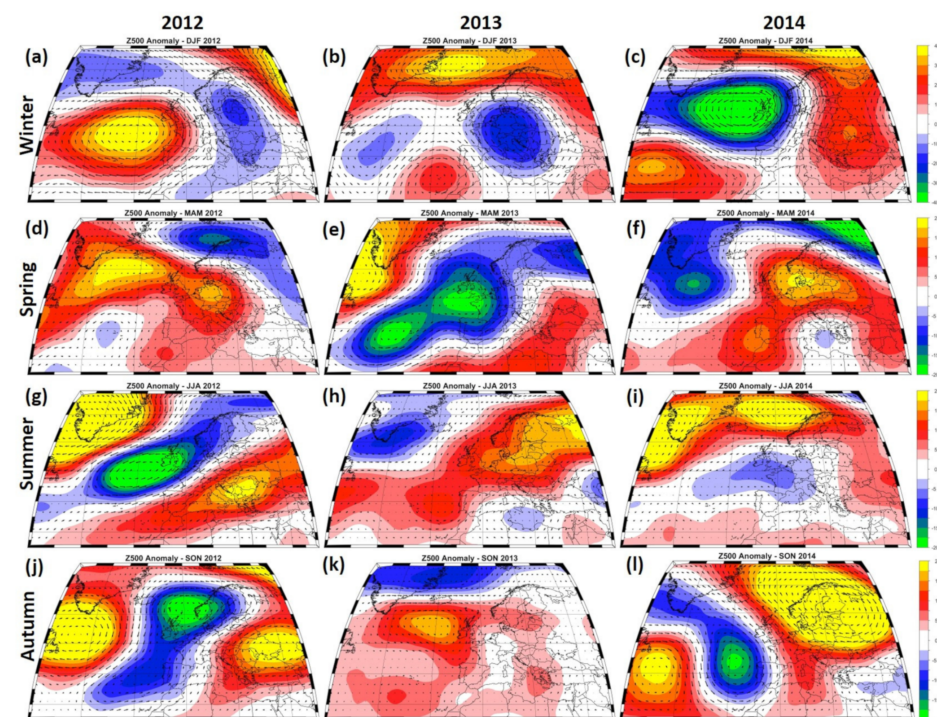 2012 2013 2014
Z500 Anomaly - DJF 2012 Z500 Anomaly - DJF 2013 Z500 Anomaly - DJF 2014
(a) (b) (c)
Winter
Z500 Anomaly - MAM 2012 Z500 Anomaly - MAM 2013 Z500 Anomaly - MAM 2014
(d) (e) (f)
Spring
Z500 Anomaly - JJA 2012 Z500 Anomaly - JJA 2013 Z500 Anomaly - JJA 2014
(g) (h) (i)
Summer
Z500 Anomaly - SON 2012 Z500 Anomaly - SON 2013 Z500 Anomaly - SON 2014
(j) (k) (l)
Autumn